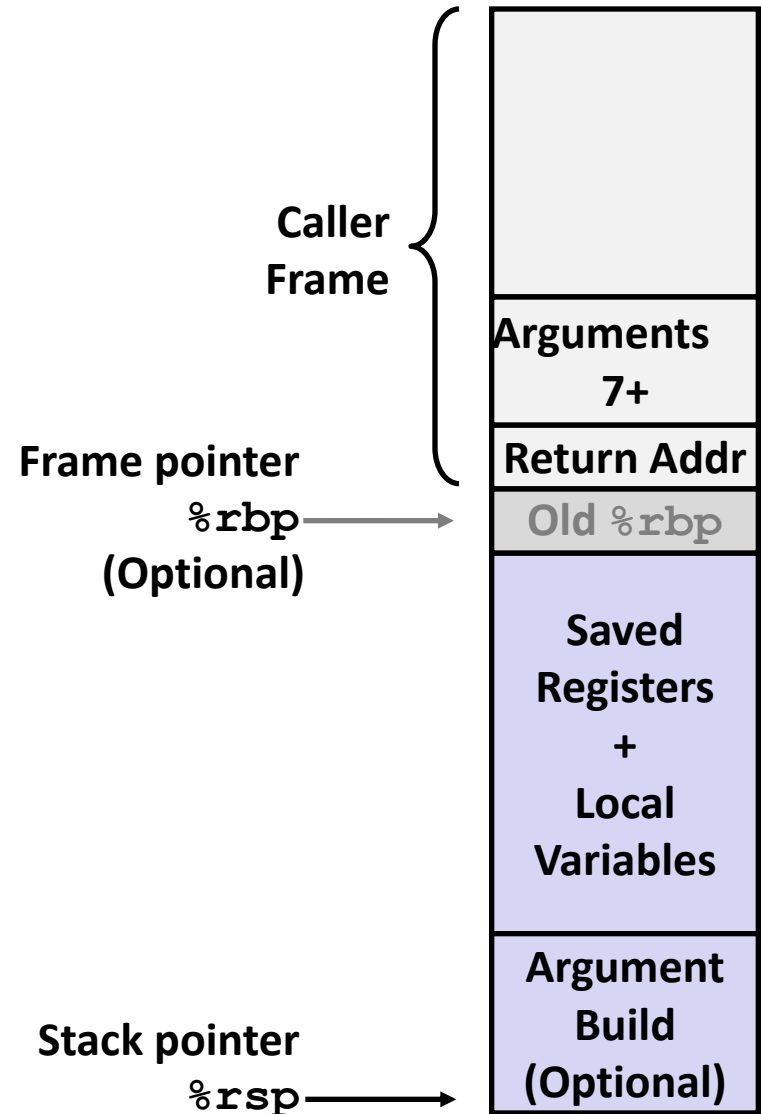 Caller
Frame
Arguments
7+
Return Addr
Frame pointer
%rbp
(Optional)
Old %rbp
Saved
Registers
+
Local
Variables
Argument
Build
(Optional)
Stack pointer
%rsp